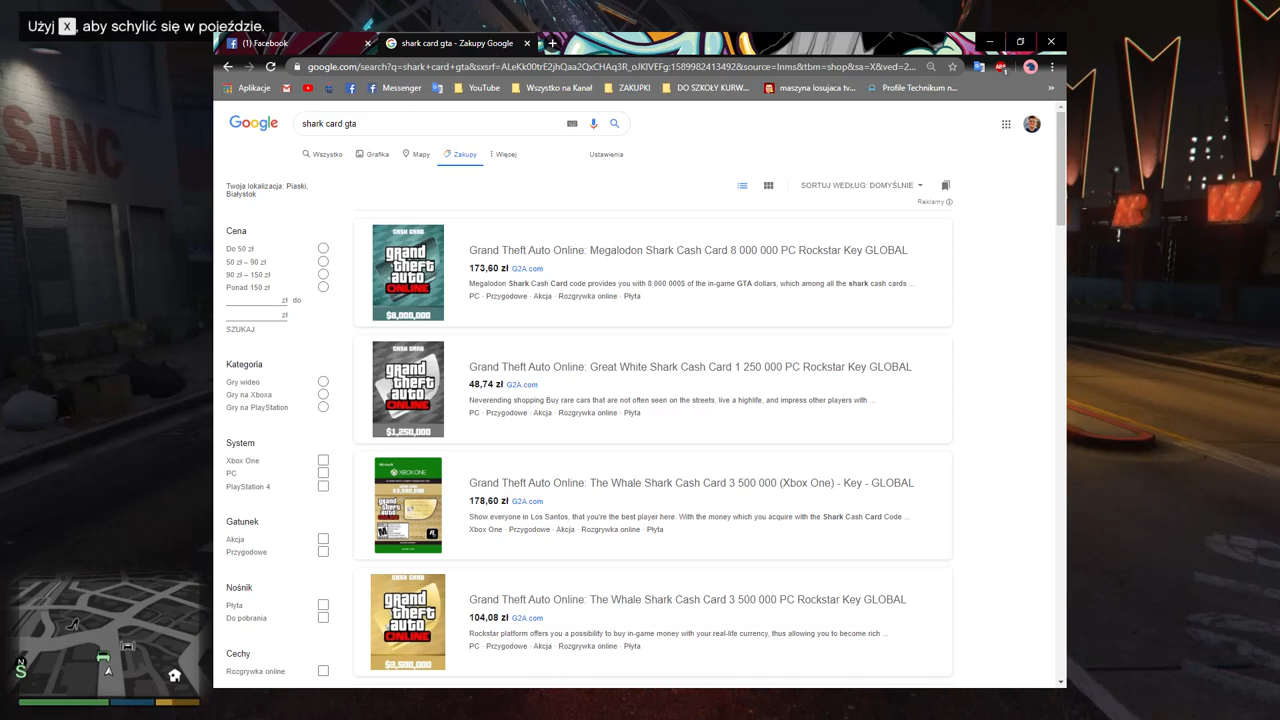 Użyj X, aby schylić się w pojeździe.
(1) Facebook
shark card gta - Zakupy Google
google.com/search?q=shark+card+gta&sxsrf=ALeKk00trE2jhQaa2QxCHAq3R_oJKlVEFg:1589982413492&source=lnms&tbm=shop&sa=X&ved=2...
Aplikacje
Messenger
YouTube
Wszystko na Kanał
ZAKUPKI
DO SZKOŁY KURW...
maszyna losujaca tv...
Profile Technikum n...
»
Google
shark card gta
Wszystko
Grafika
Mapy
Zakupy
Więcej
Ustawienia
Twoja lokalizacja: Piaski,
Białystok
SORTUJ WEDŁUG: DOMYŚLNIE
Reklamy
Cena
Do 50 zł
50 zł – 90 zł
90 zł – 150 zł
Ponad 150 zł
zł do
zł
SZUKAJ
Kategoria
Gry wideo
Gry na Xboxa
Gry na PlayStation
System
Xbox One
PC
PlayStation 4
Gatunek
Akcja
Przygodowe
Nośnik
Płyta
Do pobrania
Cechy
Rozgrywka online
CASH CARD
grand
theft
auto
ONLINE
$8,000,000
Grand Theft Auto Online: Megalodon Shark Cash Card 8 000 000 PC Rockstar Key GLOBAL
173,60 zł G2A.com
Megalodon Shark Cash Card code provides you with 8 000 000$ of the in-game GTA dollars, which among all the shark cash cards ...
PC · Przygodowe · Akcja · Rozgrywka online · Płyta
CASH CARD
grand
theft
auto
ONLINE
$1,250,000
Grand Theft Auto Online: Great White Shark Cash Card 1 250 000 PC Rockstar Key GLOBAL
48,74 zł G2A.com
Neverending shopping Buy rare cars that are not often seen on the streets, live a highlife, and impress other players with ...
PC · Przygodowe · Akcja · Rozgrywka online · Płyta
XBOX ONE
Grand Theft Auto Online: The Whale Shark Cash Card 3 500 000 (Xbox One) - Key - GLOBAL
178,60 zł G2A.com
Show everyone in Los Santos, that you're the best player here. With the money which you acquire with the Shark Cash Card Code ...
Xbox One · Przygodowe · Akcja · Rozgrywka online · Płyta
CASH CARD
grand
theft
auto
ONLINE
$3,500,000
Grand Theft Auto Online: The Whale Shark Cash Card 3 500 000 PC Rockstar Key GLOBAL
104,08 zł G2A.com
Rockstar platform offers you a possibility to buy in-game money with your real-life currency, thus allowing you to become rich ...
PC · Przygodowe · Akcja · Rozgrywka online · Płyta
S.INC
N
S